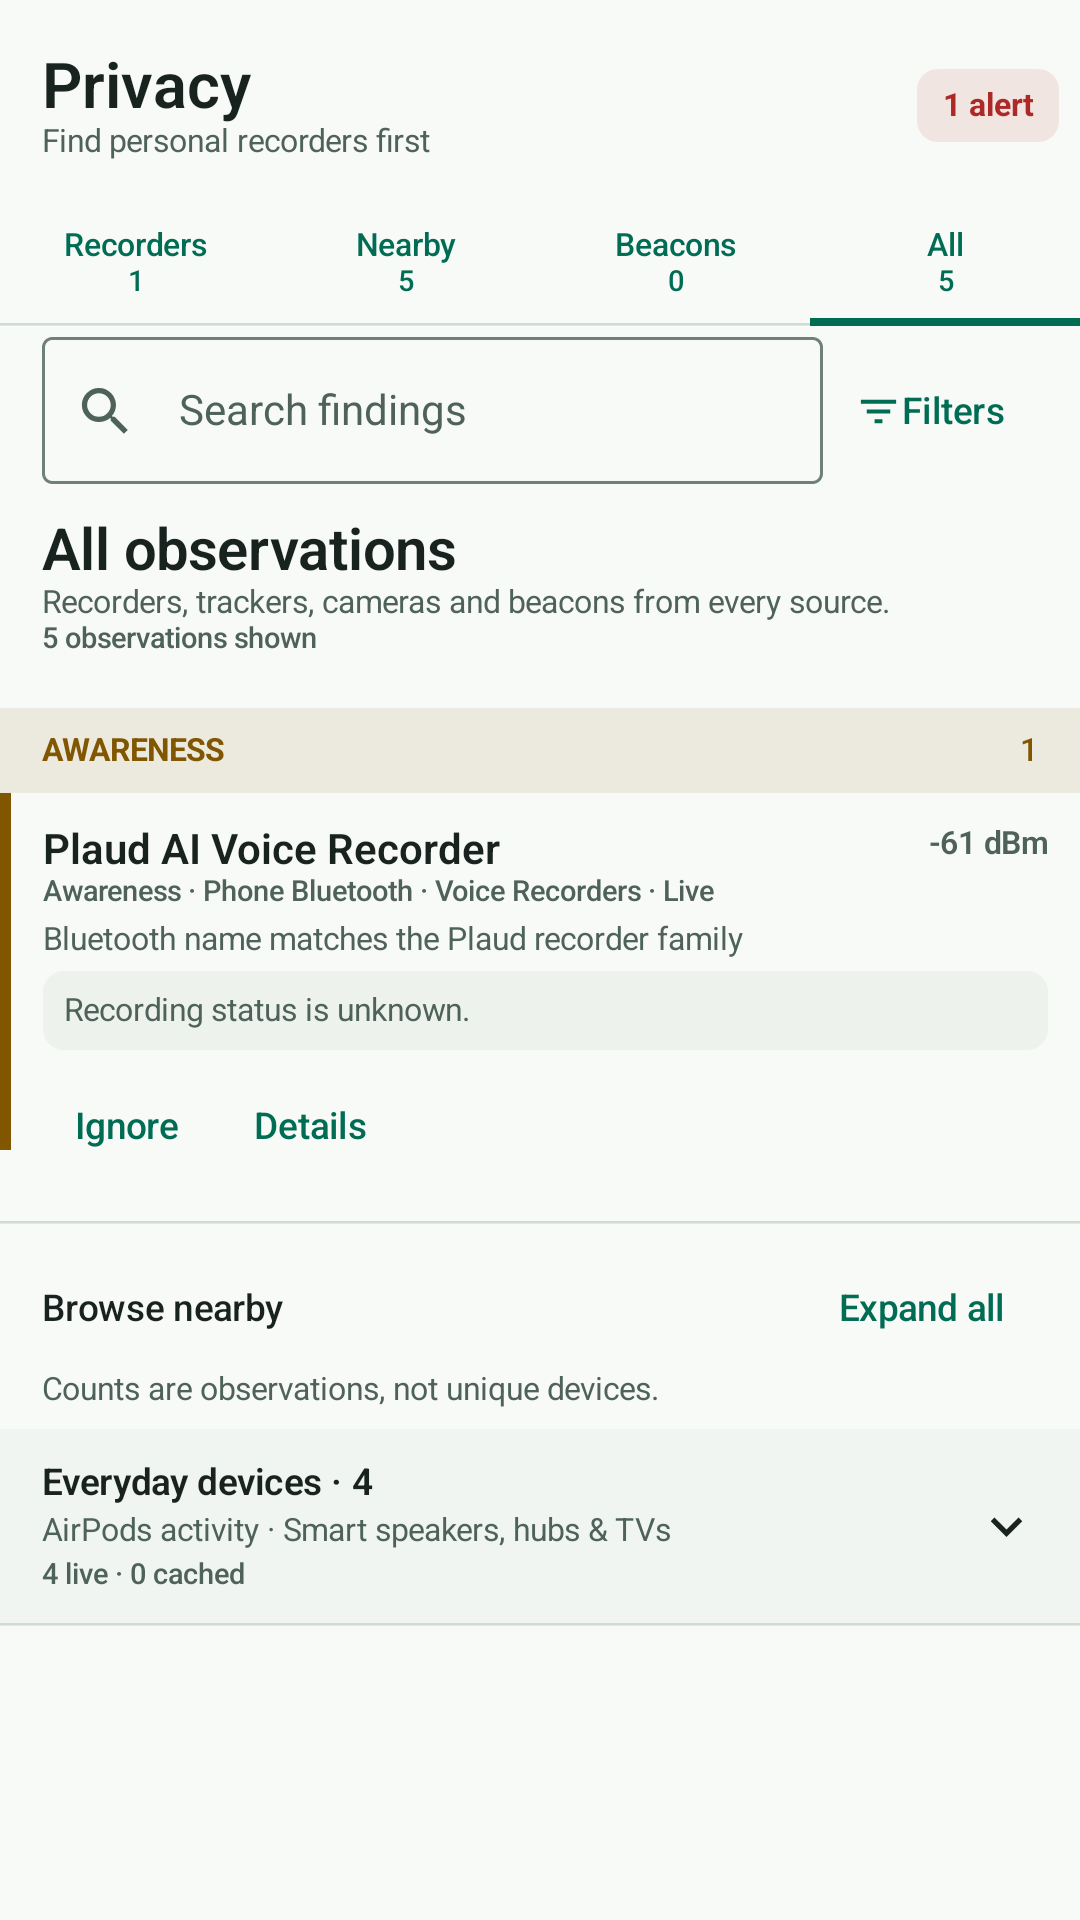 Privacy
Find personal recorders first
1 alert
Recorders
1
Nearby
5
Beacons
0
All
5
Search findings
Filters
All observations
Recorders, trackers, cameras and beacons from every source.
5 observations shown
AWARENESS
1
Plaud AI Voice Recorder
-61 dBm
Awareness · Phone Bluetooth · Voice Recorders · Live
Bluetooth name matches the Plaud recorder family
Recording status is unknown.
Ignore
Details
Browse nearby
Expand all
Counts are observations, not unique devices.
Everyday devices · 4
AirPods activity · Smart speakers, hubs & TVs
4 live · 0 cached